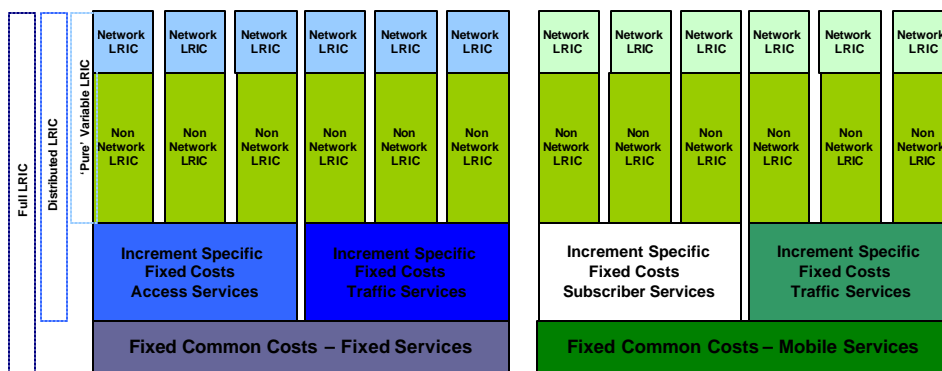 Full LRIC
Distributed LRIC
'Pure' Variable LRIC
Network
LRIC
Network
LRIC
Network
LRIC
Network
LRIC
Network
LRIC
Network
LRIC
Network
LRIC
Network
LRIC
Network
LRIC
Network
LRIC
Network
LRIC
Network
LRIC
Non
Network
LRIC
Non
Network
LRIC
Non
Network
LRIC
Non
Network
LRIC
Non
Network
LRIC
Non
Network
LRIC
Non
Network
LRIC
Non
Network
LRIC
Non
Network
LRIC
Non
Network
LRIC
Non
Network
LRIC
Non
Network
LRIC
Increment Specific
Fixed Costs
Access Services
Increment Specific
Fixed Costs
Traffic Services
Increment Specific
Fixed Costs
Subscriber Services
Increment Specific
Fixed Costs
Traffic Services
Fixed Common Costs – Fixed Services
Fixed Common Costs – Mobile Services